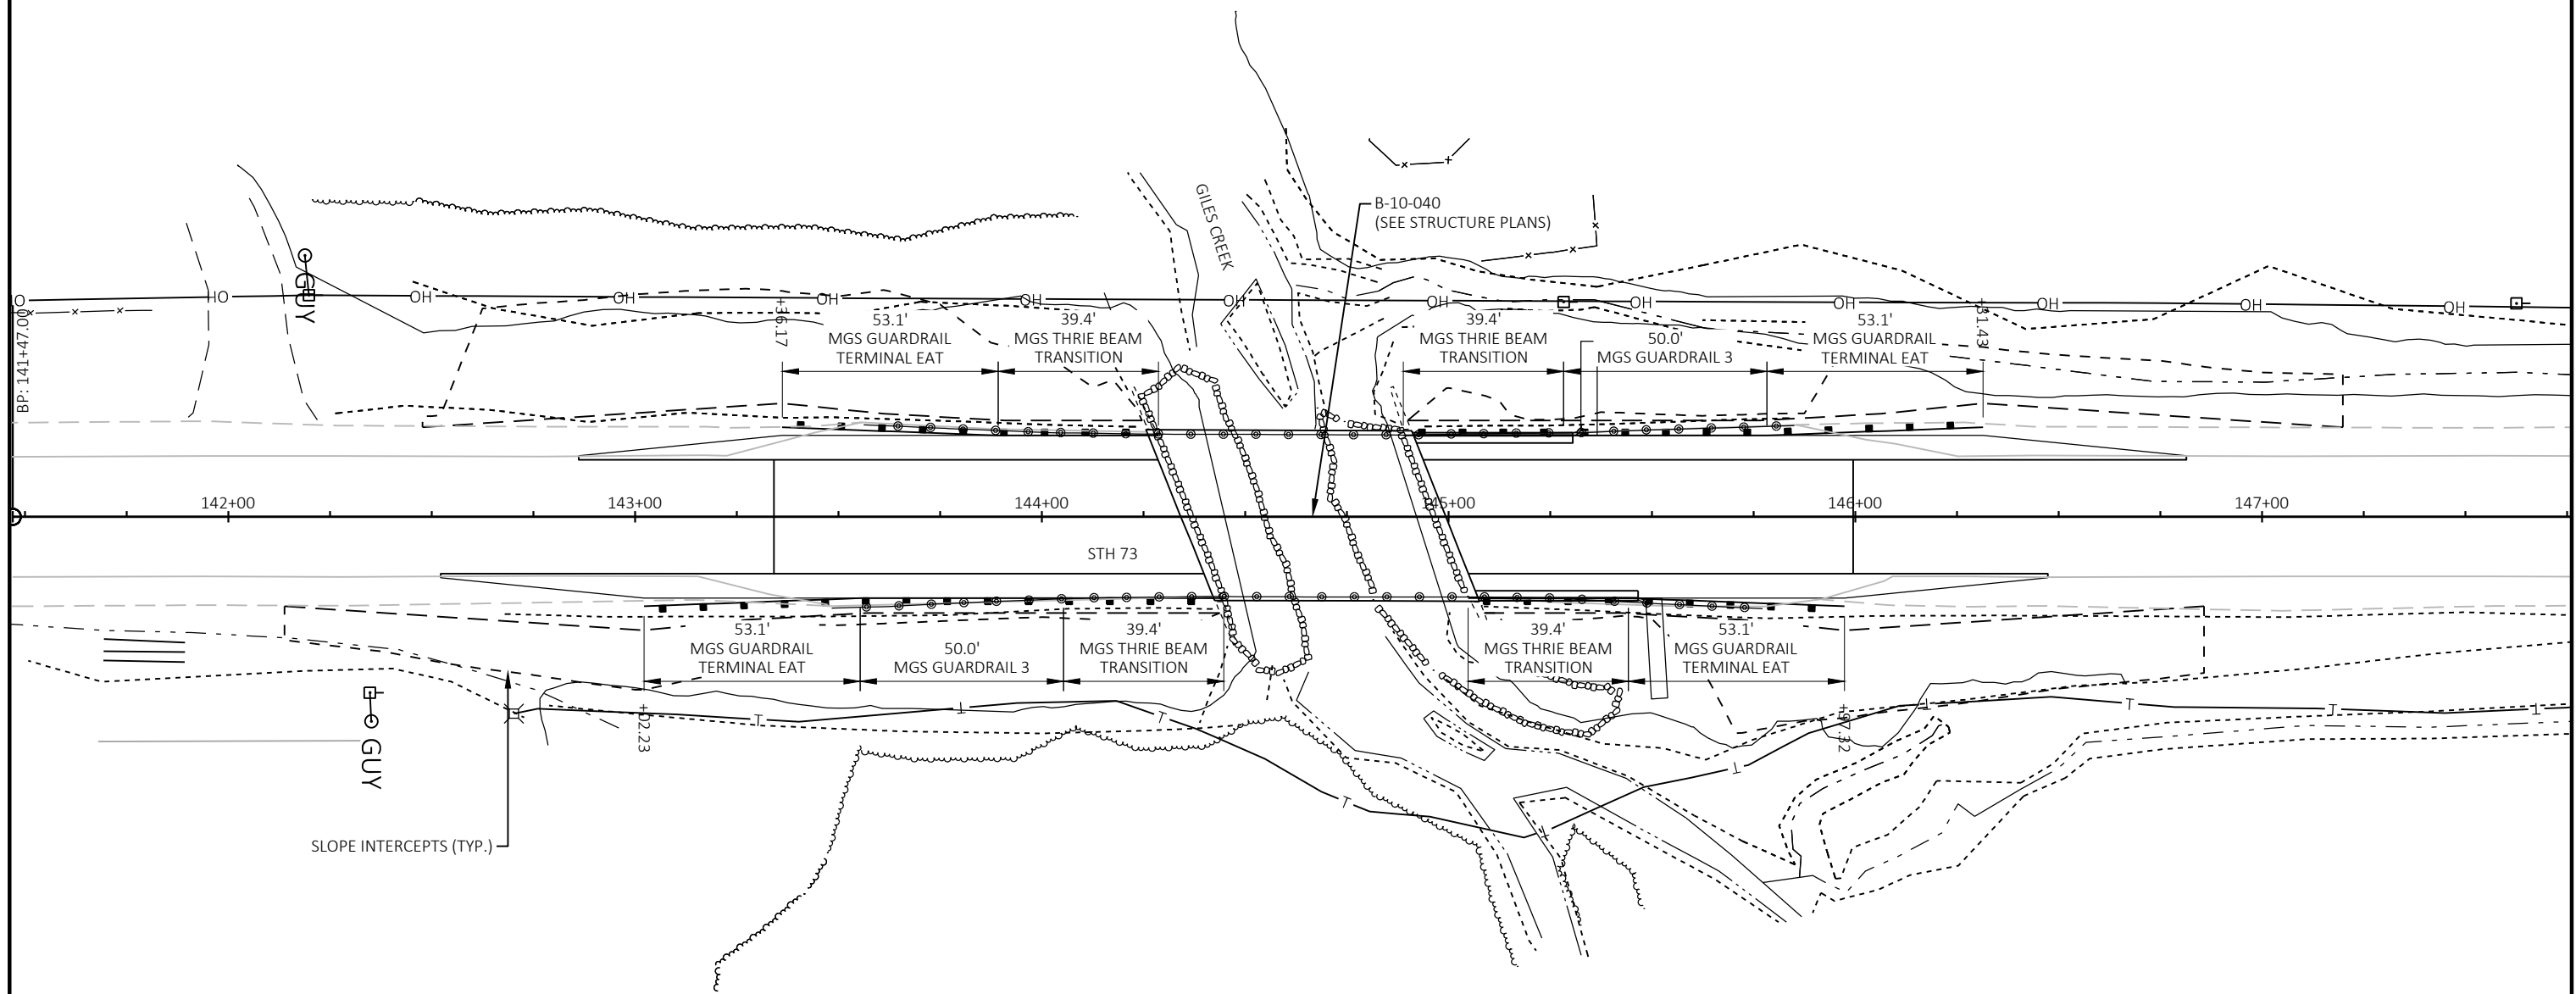 BP: 141+47.00
GUY
GILES CREEK
B-10-040
(SEE STRUCTURE PLANS)
OH
OH
OH
OH
OH
OH
OH
OH
OH
OH
OH
OH
+36.17
53.1'
MGS GUARDRAIL
TERMINAL EAT
39.4'
MGS THRIE BEAM
TRANSITION
39.4'
MGS THRIE BEAM
TRANSITION
50.0'
MGS GUARDRAIL 3
53.1'
MGS GUARDRAIL
TERMINAL EAT
142+00
143+00
144+00
145+00
146+00
147+00
STH 73
53.1'
MGS GUARDRAIL
TERMINAL EAT
50.0'
MGS GUARDRAIL 3
39.4'
MGS THRIE BEAM
TRANSITION
39.4'
MGS THRIE BEAM
TRANSITION
53.1'
MGS GUARDRAIL
TERMINAL EAT
+02.23
T
T
T
T
T
T
T
T
T
T
GUY
SLOPE INTERCEPTS (TYP.)